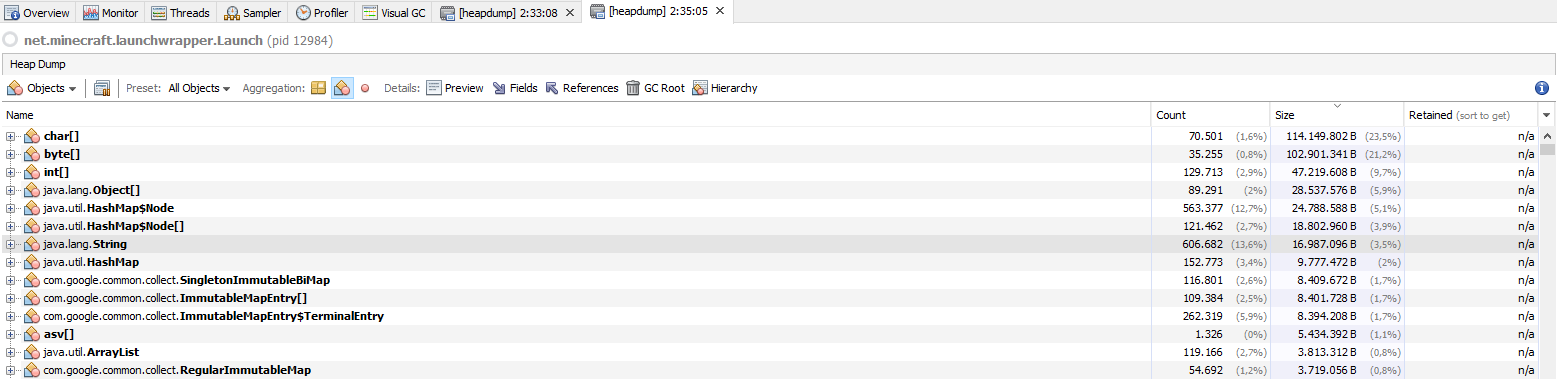 Overview Monitor Threads Sampler Profiler Visual GC [heapdump] 2:33:08 [heapdump] 2:35:05
net.minecraft.launchwrapper.Launch (pid 12984)
Heap Dump
Objects Preset: All Objects Aggregation: Details: Preview Fields References GC Root Hierarchy
Name Count Size Retained (sort to get)
char[] 70.501 (1,6%) 114.149.802 B (23,5%) n/a
byte[] 35.255 (0,8%) 102.901.341 B (21,2%) n/a
int[] 129.713 (2,9%) 47.219.608 B (9,7%) n/a
java.lang.Object[] 89.291 (2%) 28.537.576 B (5,9%) n/a
java.util.HashMap$Node 563.377 (12,7%) 24.788.588 B (5,1%) n/a
java.util.HashMap$Node[] 121.462 (2,7%) 18.802.960 B (3,9%) n/a
java.lang.String 606.682 (13,6%) 16.987.096 B (3,5%) n/a
java.util.HashMap 152.773 (3,4%) 9.777.472 B (2%) n/a
com.google.common.collect.SingletonImmutableBiMap 116.801 (2,6%) 8.409.672 B (1,7%) n/a
com.google.common.collect.ImmutableMapEntry[] 109.384 (2,5%) 8.401.728 B (1,7%) n/a
com.google.common.collect.ImmutableMapEntry$TerminalEntry 262.319 (5,9%) 8.394.208 B (1,7%) n/a
asv[] 1.326 (0%) 5.434.392 B (1,1%) n/a
java.util.ArrayList 119.166 (2,7%) 3.813.312 B (0,8%) n/a
com.google.common.collect.RegularImmutableMap 54.692 (1,2%) 3.719.056 B (0,8%) n/a